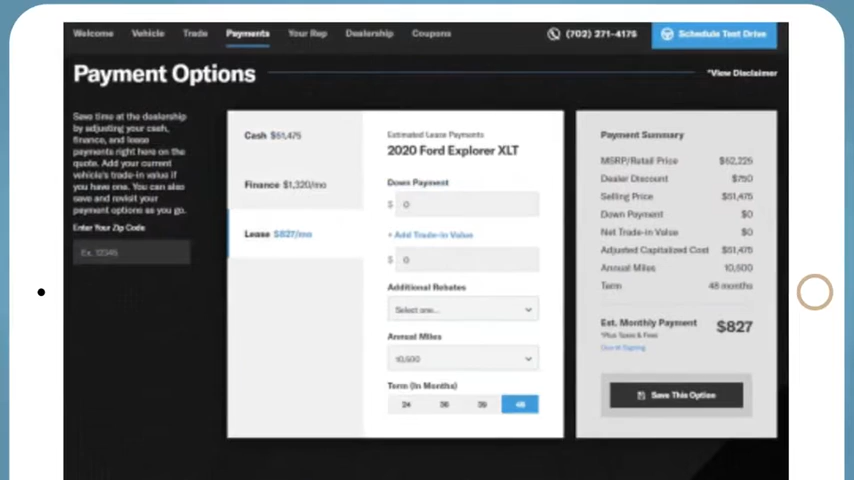 Welcome Vehicle Trade Payments Your Rep Dealership Coupons (702) 271-4175 Schedule Test Drive
Payment Options
*View Disclaimer
Save time at the dealership
by adjusting your cash,
finance, and lease
payments right here on the
quote. Add your current
vehicle's trade-in value if
you have one. You can also
save and revisit your
payment options as you go.
Enter Your Zip Code
Ex. 12345
Cash $51,475
Finance $1,320/mo
Lease $827/mo
Estimated Lease Payments
2020 Ford Explorer XLT
Down Payment
$ 0
+ Add Trade-in Value
$ 0
Additional Rebates
Select one...
Annual Miles
10,500
Term (In Months)
24 36 39 48
Payment Summary
MSRP/Retail Price $52,225
Dealer Discount $750
Selling Price $51,475
Down Payment $0
Net Trade-in Value $0
Adjusted Capitalized Cost $51,475
Annual Miles 10,500
Term 48 months
Est. Monthly Payment $827
*Plus Taxes & Fees
Due at Signing
Save This Option